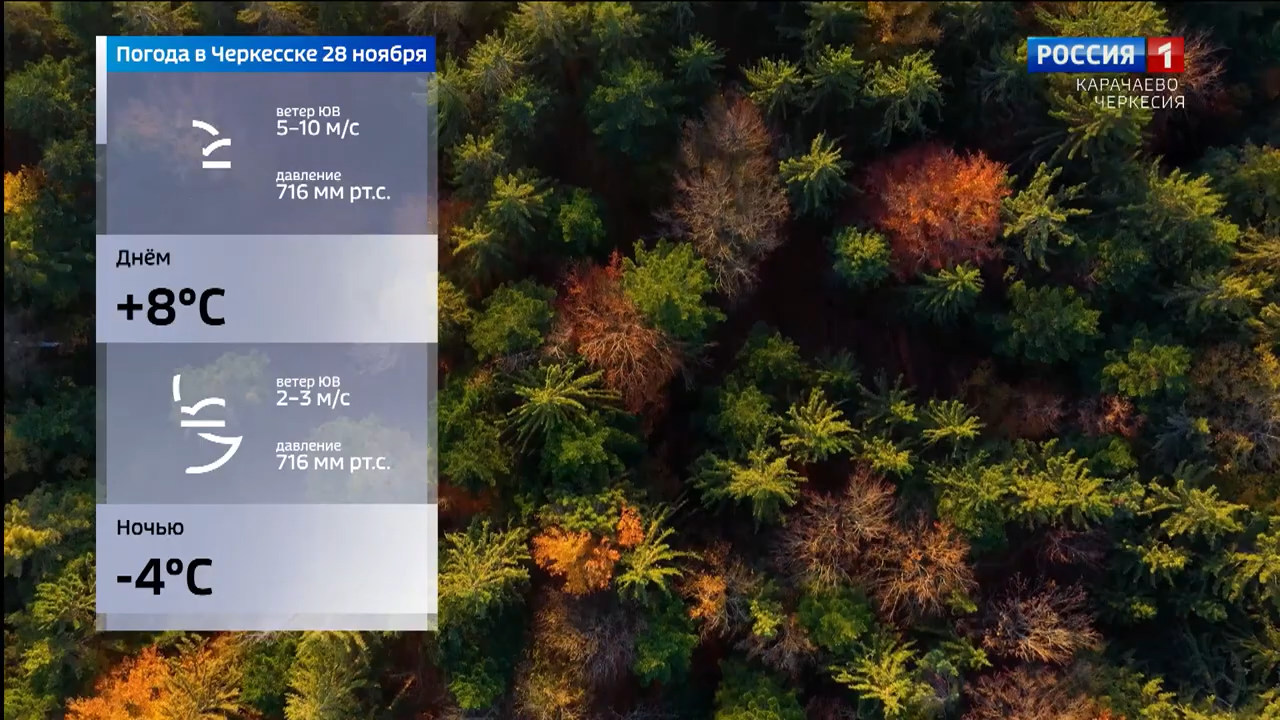 Погода в Черкесске 28 ноября
РОССИЯ 1
КАРАЧАЕВО
ЧЕРКЕСИЯ
ветер ЮВ
5-10 м/с
давление
716 мм рт.с.
Днём
+8°C
ветер ЮВ
2-3 м/с
давление
716 мм рт.с.
Ночью
-4°C